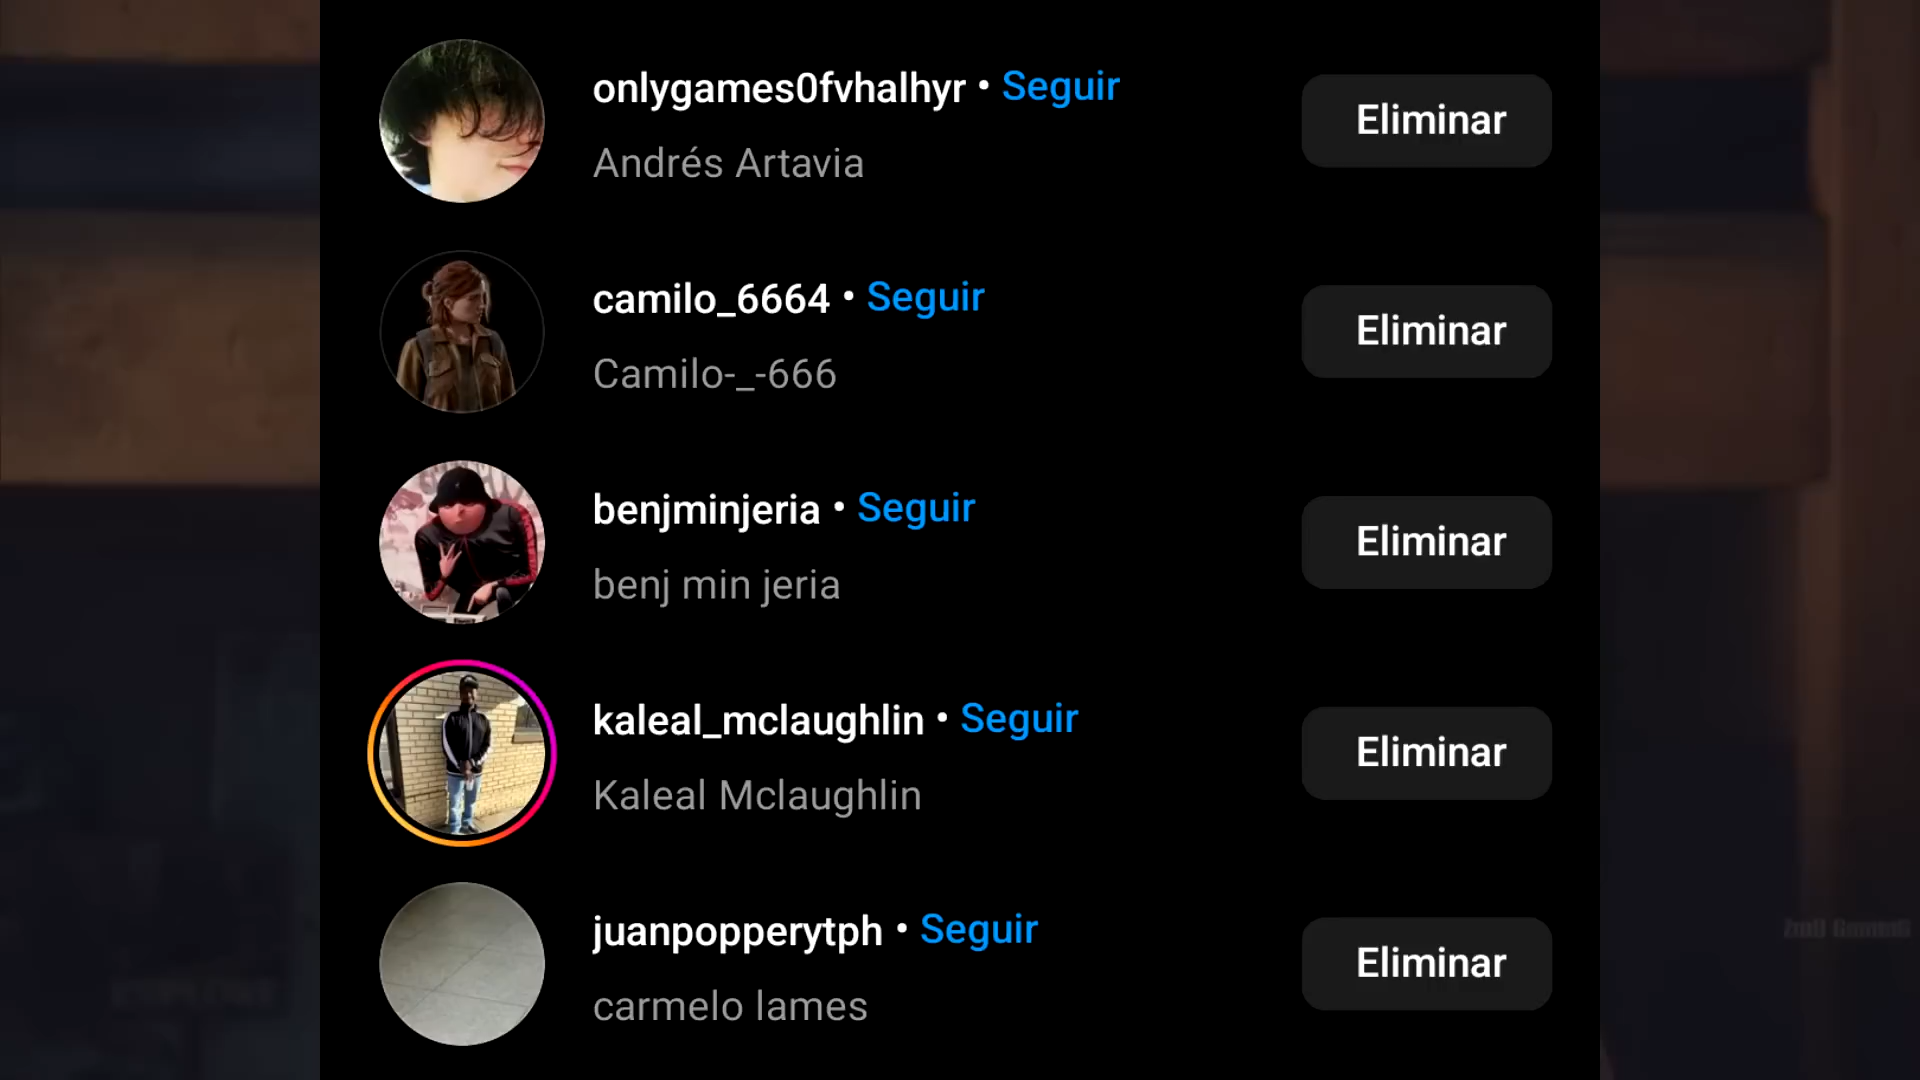 onlygames0fvhalhyr • Seguir
Andrés Artavia
Eliminar
camilo_6664 • Seguir
Camilo-_-666
Eliminar
benjminjeria • Seguir
benj min jeria
Eliminar
kaleal_mclaughlin • Seguir
Kaleal Mclaughlin
Eliminar
juanpopperytph • Seguir
carmelo lames
Eliminar